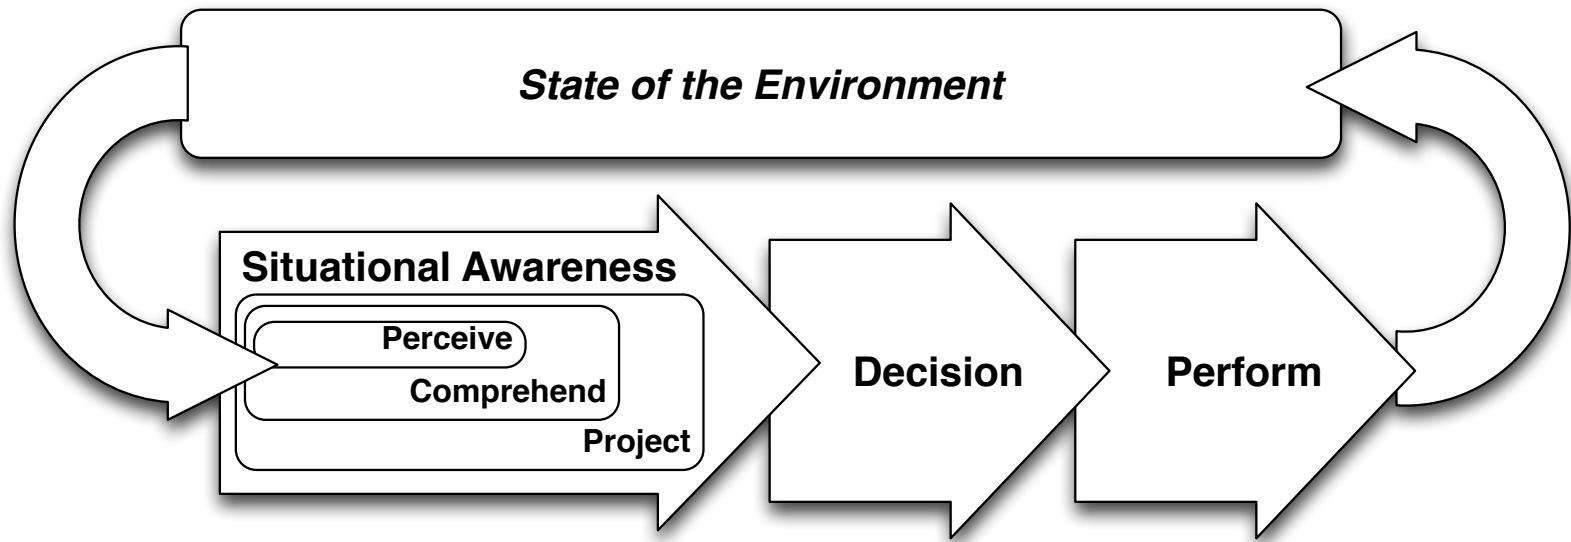 State of the Environment
Situational Awareness
Perceive
Comprehend
Project
Decision
Perform